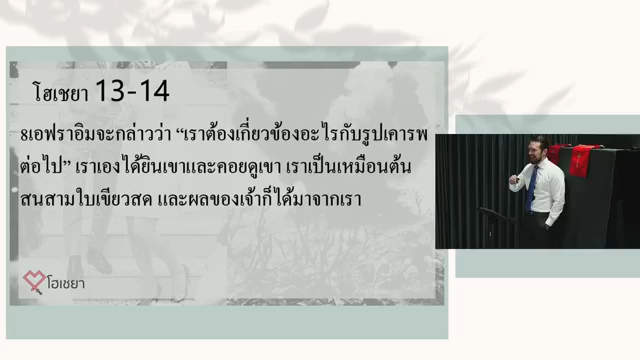 โฮเชยา 13-14
8เอฟราอิมจะกล่าวว่า “เราต้องเกี่ยวข้องอะไรกับรูปเคารพ
ต่อไป” เราเองได้ยินเขาและคอยดูเขา เราเป็นเหมือนต้น
สนสามใบเขียวสด และผลของเจ้าก็ได้มาจากเรา
โฮเชยา